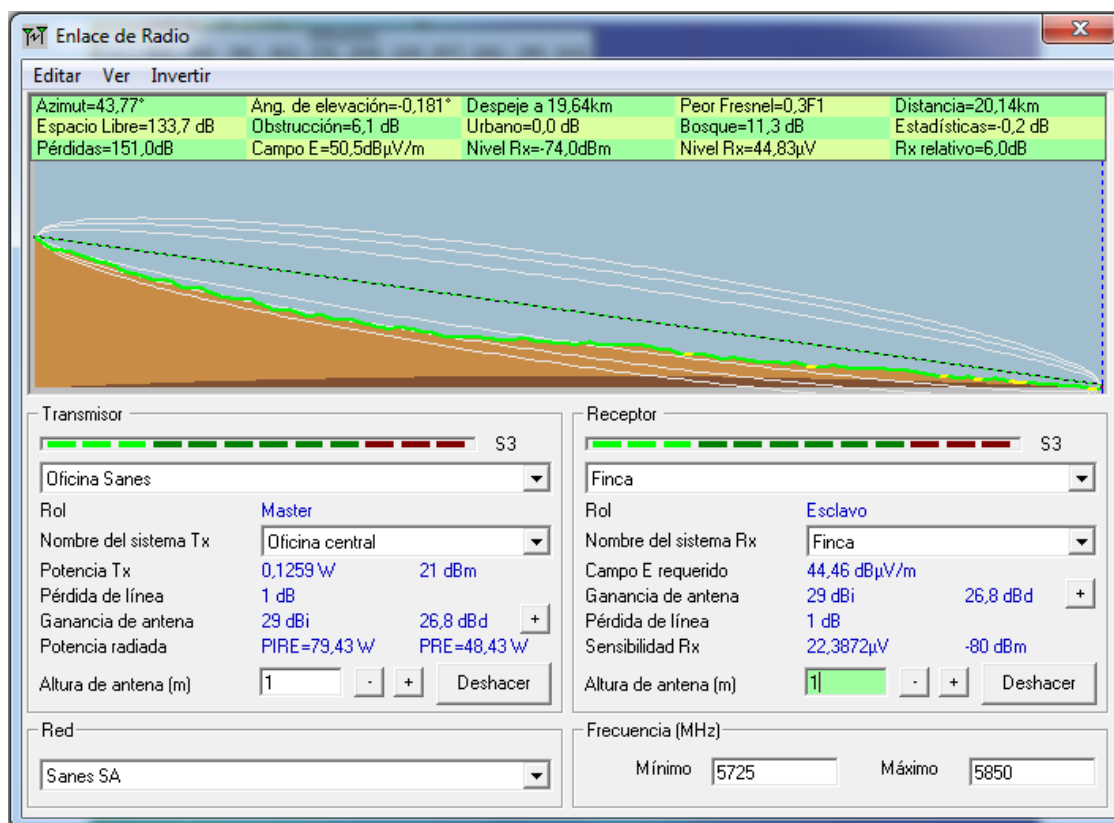 Enlace de Radio
Editar Ver Invertir
Azimut=43,77° Ang. de elevación=-0,181° Despeje a 19,64km Peor Fresnel=0,3F1 Distancia=20,14km
Espacio Libre=133,7 dB Obstrucción=6,1 dB Urbano=0,0 dB Bosque=11,3 dB Estadísticas=-0,2 dB
Pérdidas=151,0dB Campo E=50,5dBµV/m Nivel Rx=-74,0dBm Nivel Rx=44,83µV Rx relativo=6,0dB
Transmisor
S3
Oficina Sanes
Rol Master
Nombre del sistema Tx Oficina central
Potencia Tx 0,1259 W 21 dBm
Pérdida de línea 1 dB
Ganancia de antena 29 dBi 26,8 dBd +
Potencia radiada PIRE=79,43 W PRE=48,43 W
Altura de antena (m) 1 - + Deshacer
Receptor
S3
Finca
Rol Esclavo
Nombre del sistema Rx Finca
Campo E requerido 44,46 dBµV/m
Ganancia de antena 29 dBi 26,8 dBd +
Pérdida de línea 1 dB
Sensibilidad Rx 22,3872µV -80 dBm
Altura de antena (m) 1 - + Deshacer
Red
Sanes SA
Frecuencia (MHz)
Mínimo 5725 Máximo 5850